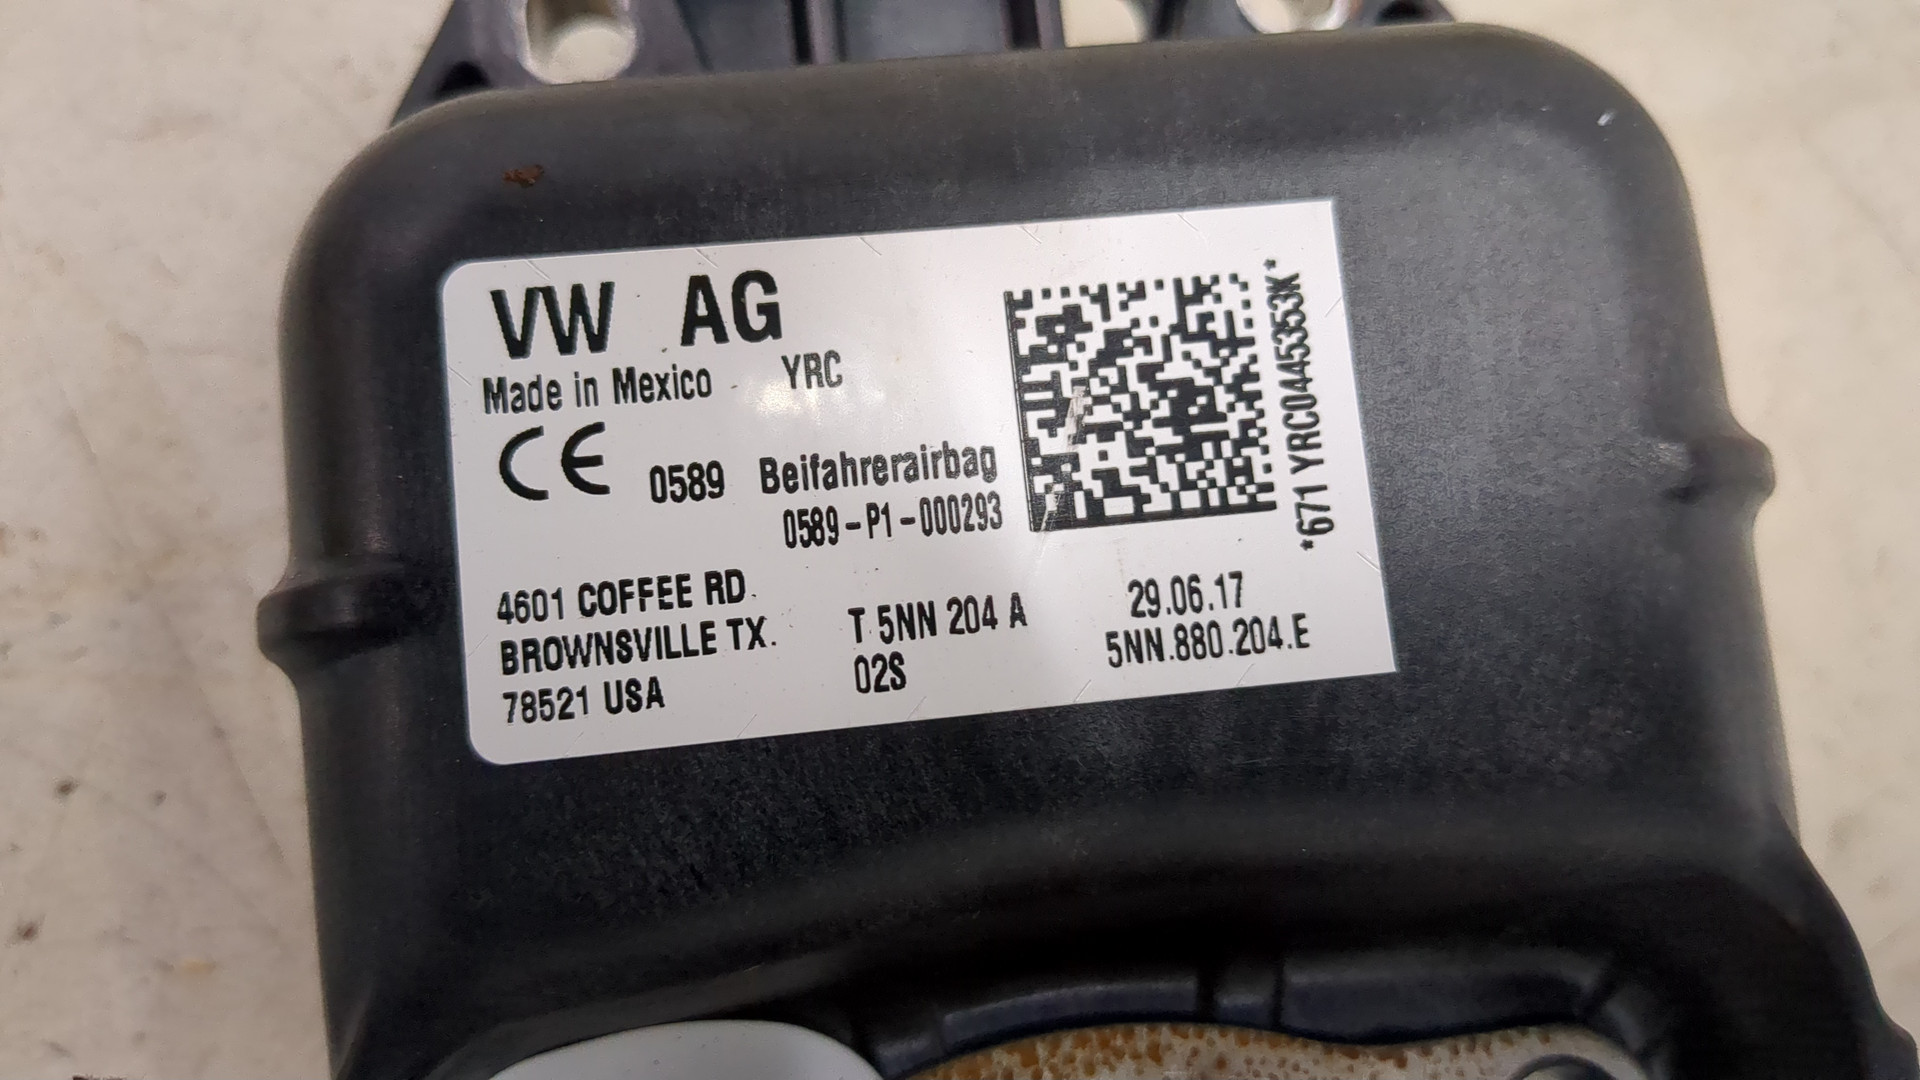 VW AG
Made in Mexico YRC
CE 0589 Beifahrerairbag
0589-P1-000293
4601 COFFEE RD.
BROWNSVILLE TX.
78521 USA
T 5NN 204 A
02S
29.06.17
5NN.880.204.E
*671 YRC0445353K*